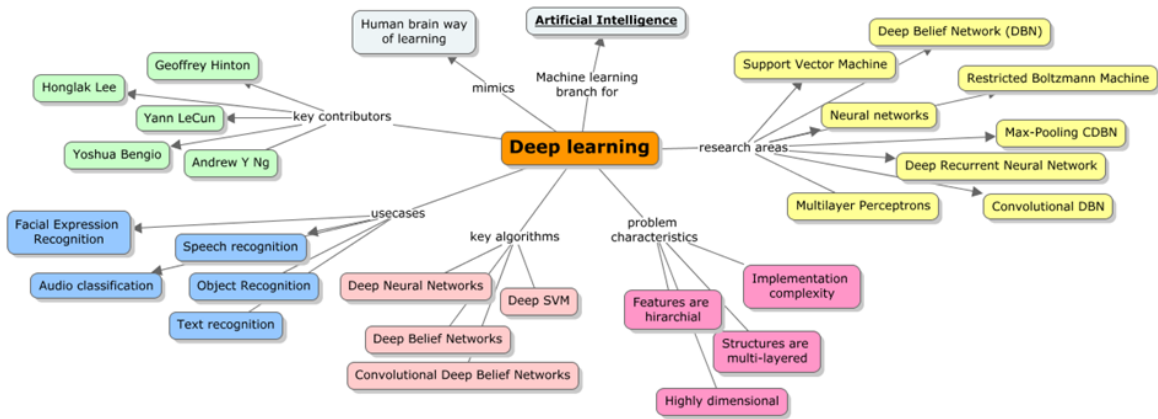 Human brain way
of learning
Artificial Intelligence
Deep Belief Network (DBN)
Geoffrey Hinton
Support Vector Machine
Honglak Lee
mimics
Machine learning
branch for
Restricted Boltzmann Machine
Yann LeCun
key contributors
Neural networks
Yoshua Bengio
Andrew Y Ng
Deep learning
research areas
Max-Pooling CDBN
Deep Recurrent Neural Network
Multilayer Perceptrons
Convolutional DBN
usecases
Facial Expression
Recognition
Speech recognition
Audio classification
Object Recognition
Text recognition
key algorithms
Deep Neural Networks
Deep SVM
Deep Belief Networks
Convolutional Deep Belief Networks
problem
characteristics
Implementation
complexity
Features are
hirarchial
Structures are
multi-layered
Highly dimensional